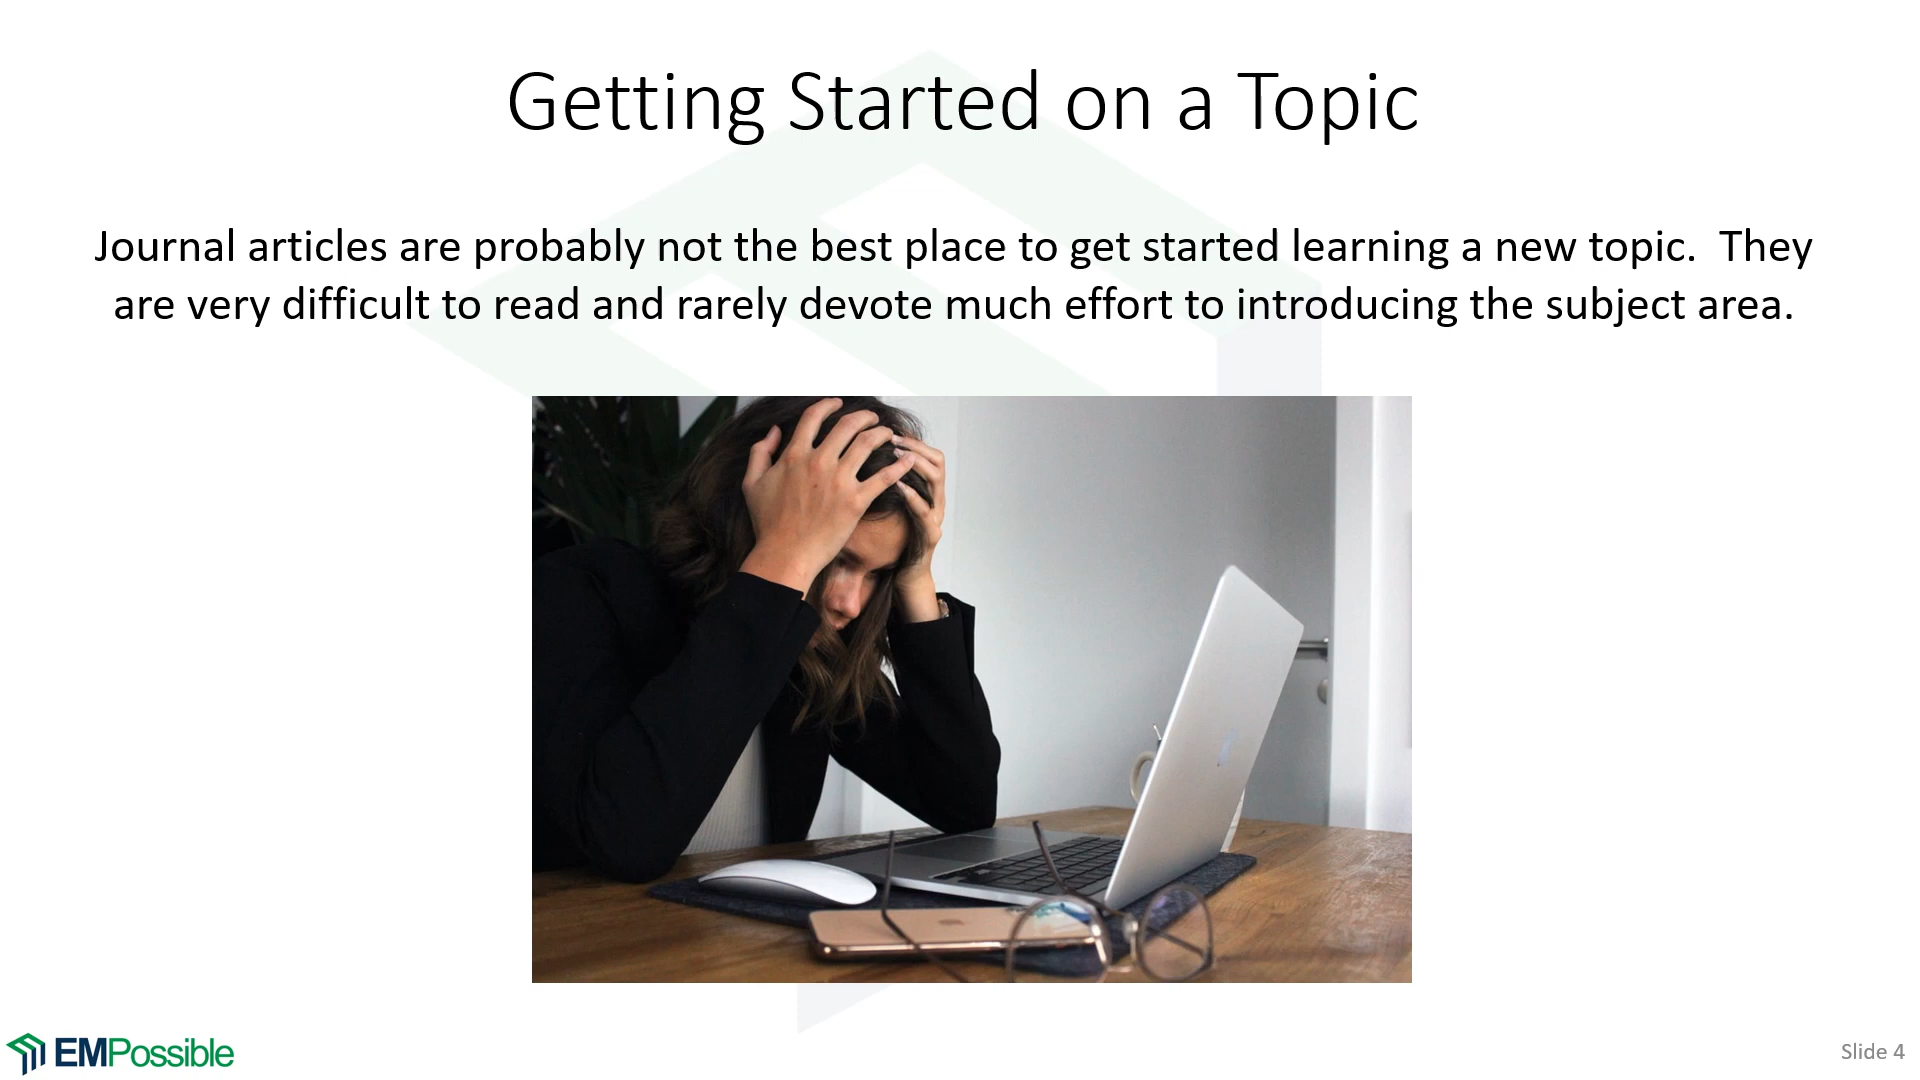 Getting Started on a Topic
Journal articles are probably not the best place to get started learning a new topic.  They
are very difficult to read and rarely devote much effort to introducing the subject area.
EMPossible
Slide 4